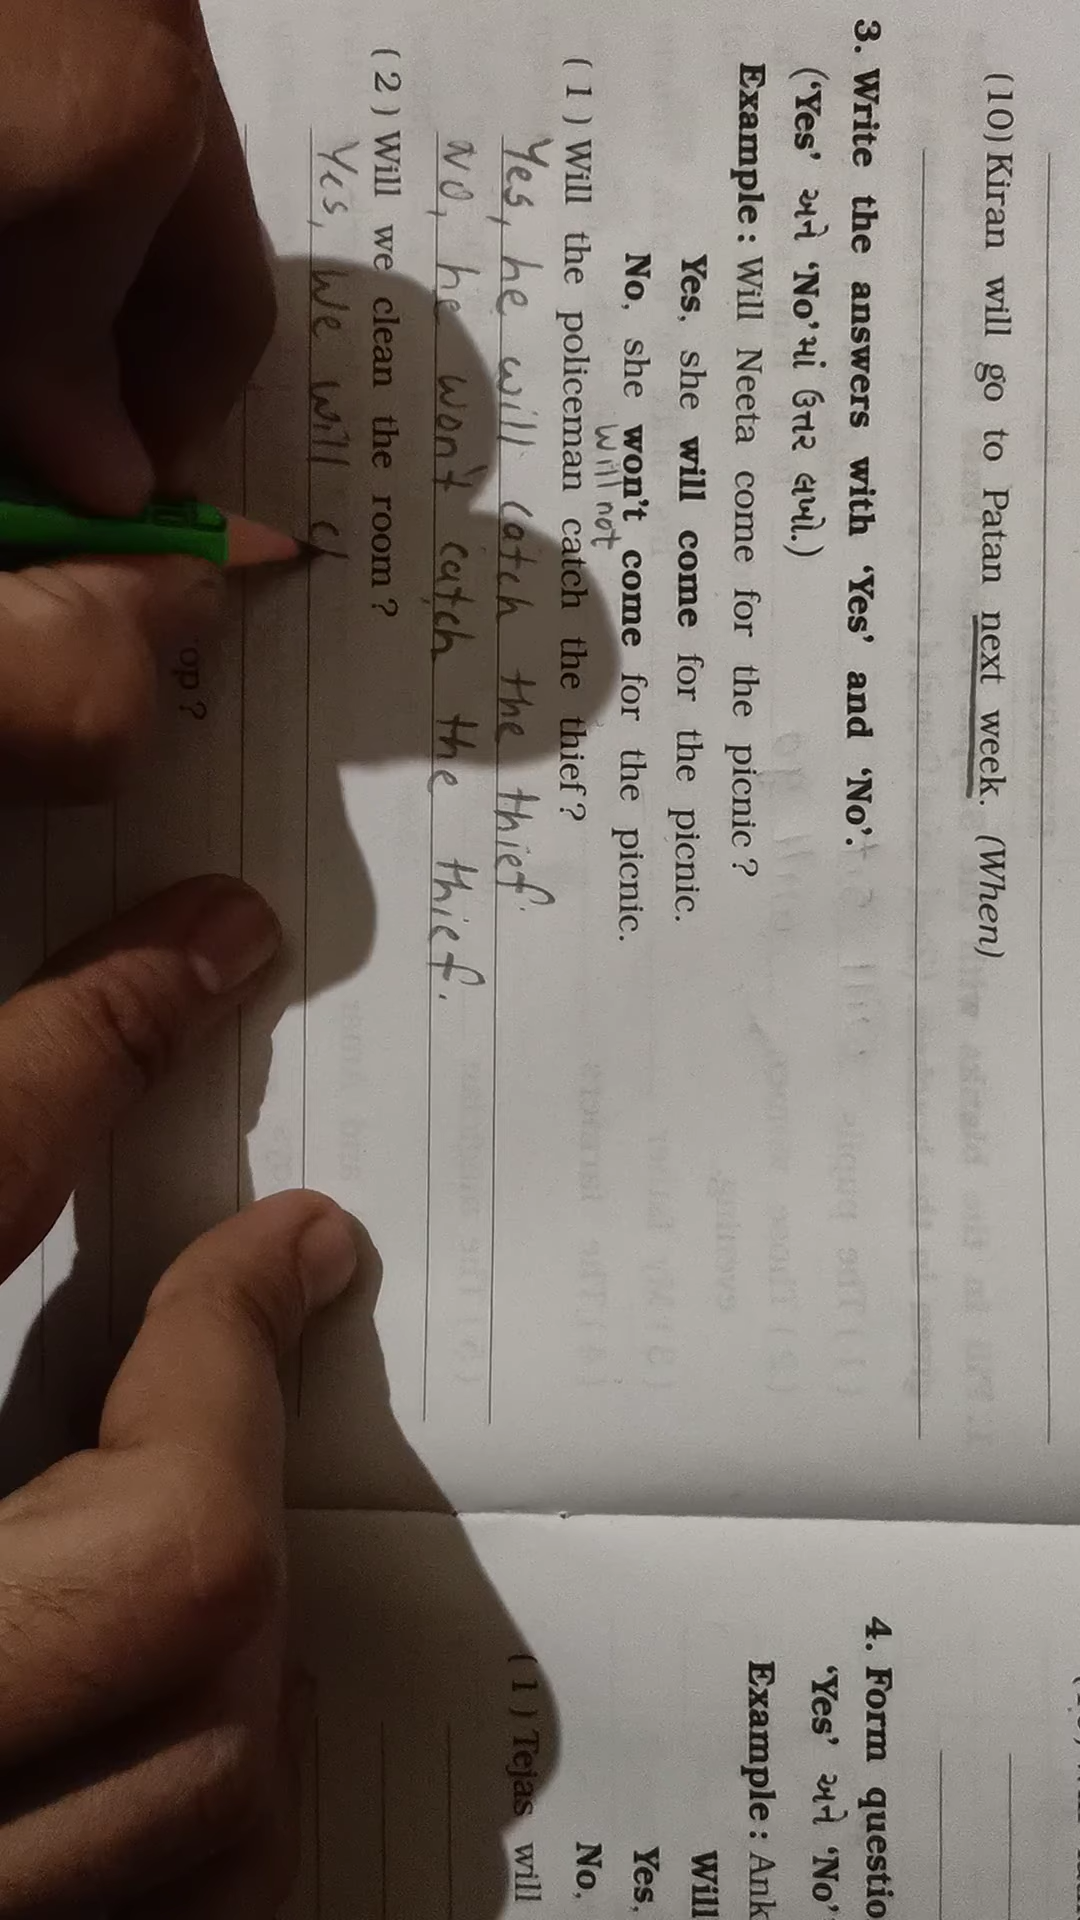 (10) Kiran will go to Patan next week. (When)
3. Write the answers with 'Yes' and 'No'.
('Yes' અને 'No'માં ઉત્તર લખો.)
Example : Will Neeta come for the picnic ?
Yes, she will come for the picnic.
No, she won't come for the picnic.
will not
(1) Will the policeman catch the thief ?
Yes, he will catch the thief.
No, he won't catch the thief.
(2) Will we clean the room ?
Yes, We will cl
op ?
4. Form questio
'Yes' અને 'No'
Example : Ank
Will
Yes,
No,
(1) Tejas will